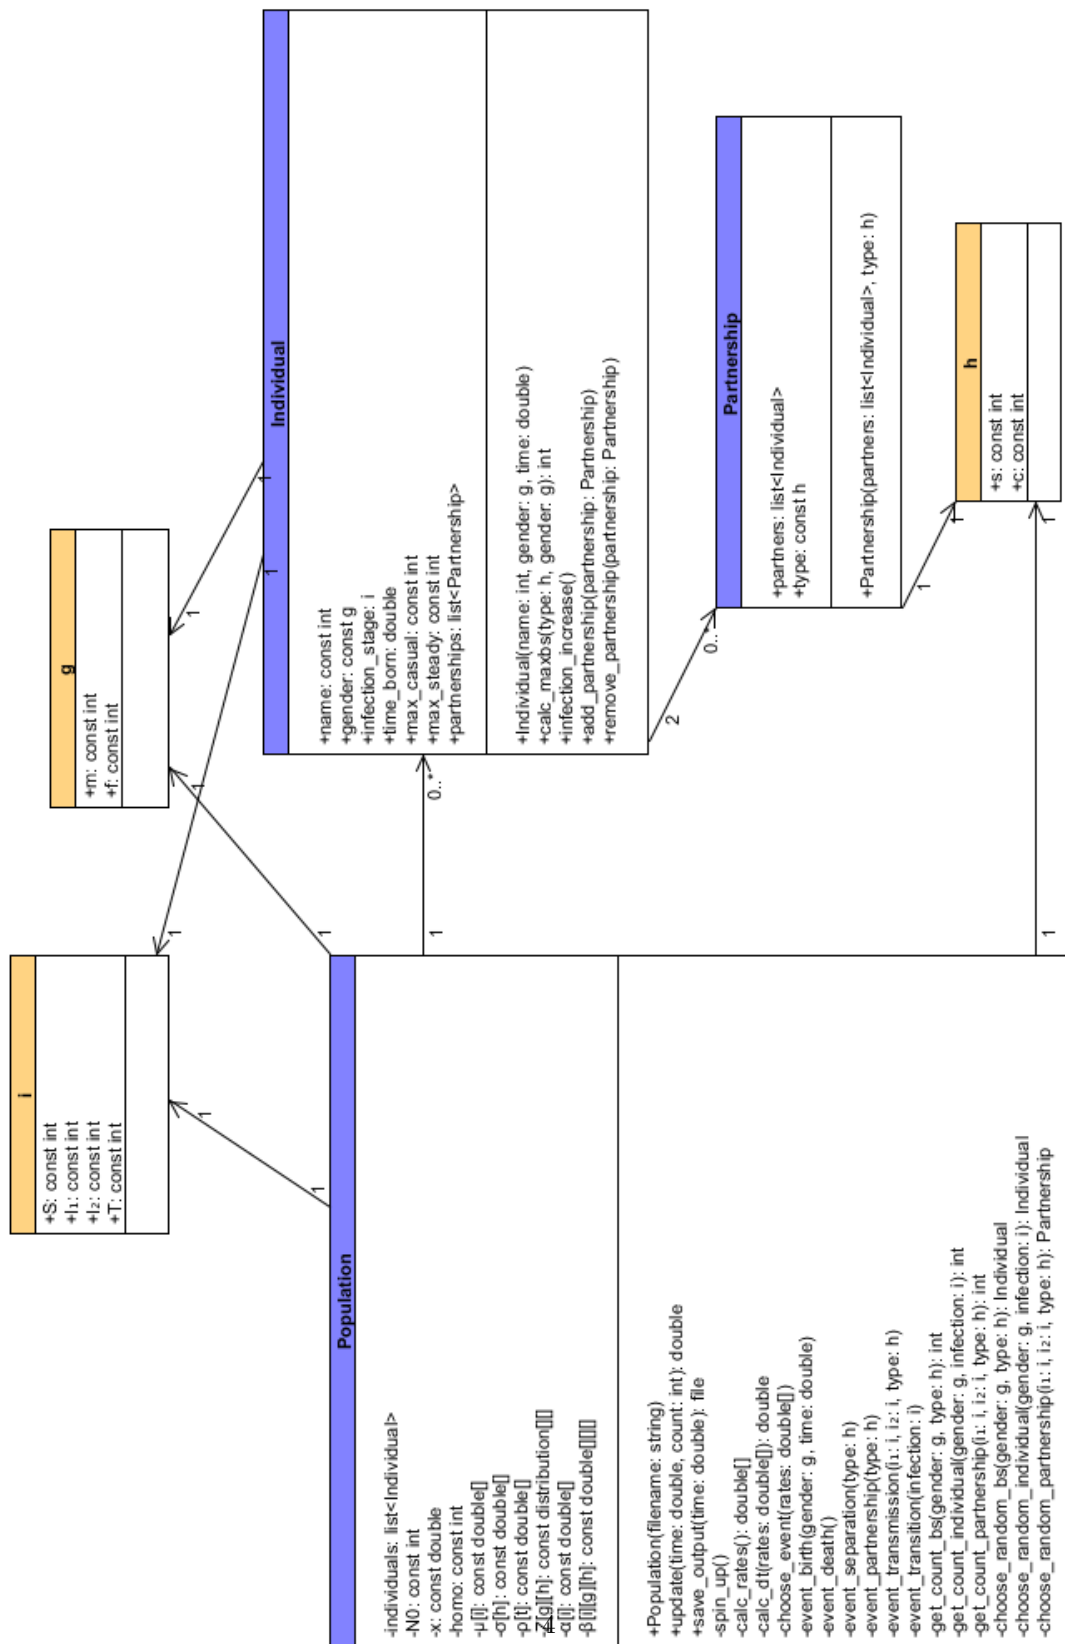 i
+S: const int
+I₁: const int
+I₂: const int
+T: const int
g
+m: const int
+f: const int
Population
-individuals: list<Individual>
-N0: const int
-x: const double
-homo: const int
-μ[i]: const double[]
-σ[h]: const double[]
-ρ[t]: const double[]
-Z[g][h]: const distribution[][]
-α[i]: const double[]
-β[i][g][h]: const double[][][]
+Population(filename: string)
+update(time: double, count: int): double
+save_output(time: double): file
-spin_up()
-calc_rates(): double[]
-calc_dt(rates: double[]): double
-choose_event(rates: double[])
-event_birth(gender: g, time: double)
-event_death()
-event_separation(type: h)
-event_partnership(type: h)
-event_transmission(i₁: i, i₂: i, type: h)
-event_transition(infection: i)
-get_count_bs(gender: g, type: h): int
-get_count_individual(gender: g, infection: i): int
-get_count_partnership(i₁: i, i₂: i, type: h): int
-choose_random_bs(gender: g, type: h): Individual
-choose_random_individual(gender: g, infection: i): Individual
-choose_random_partnership(i₁: i, i₂: i, type: h): Partnership
Individual
+name: const int
+gender: const g
+infection_stage: i
+time_born: double
+max_casual: const int
+max_steady: const int
+partnerships: list<Partnership>
+Individual(name: int, gender: g, time: double)
+calc_maxbs(type: h, gender: g): int
+infection_increase()
+add_partnership(partnership: Partnership)
+remove_partnership(partnership: Partnership)
Partnership
+partners: list<Individual>
+type: const h
+Partnership(partners: list<Individual>, type: h)
h
+s: const int
+c: const int
1
1
1
1
1
1
1
1
1
0..*
2
0..*
1
1
1
1